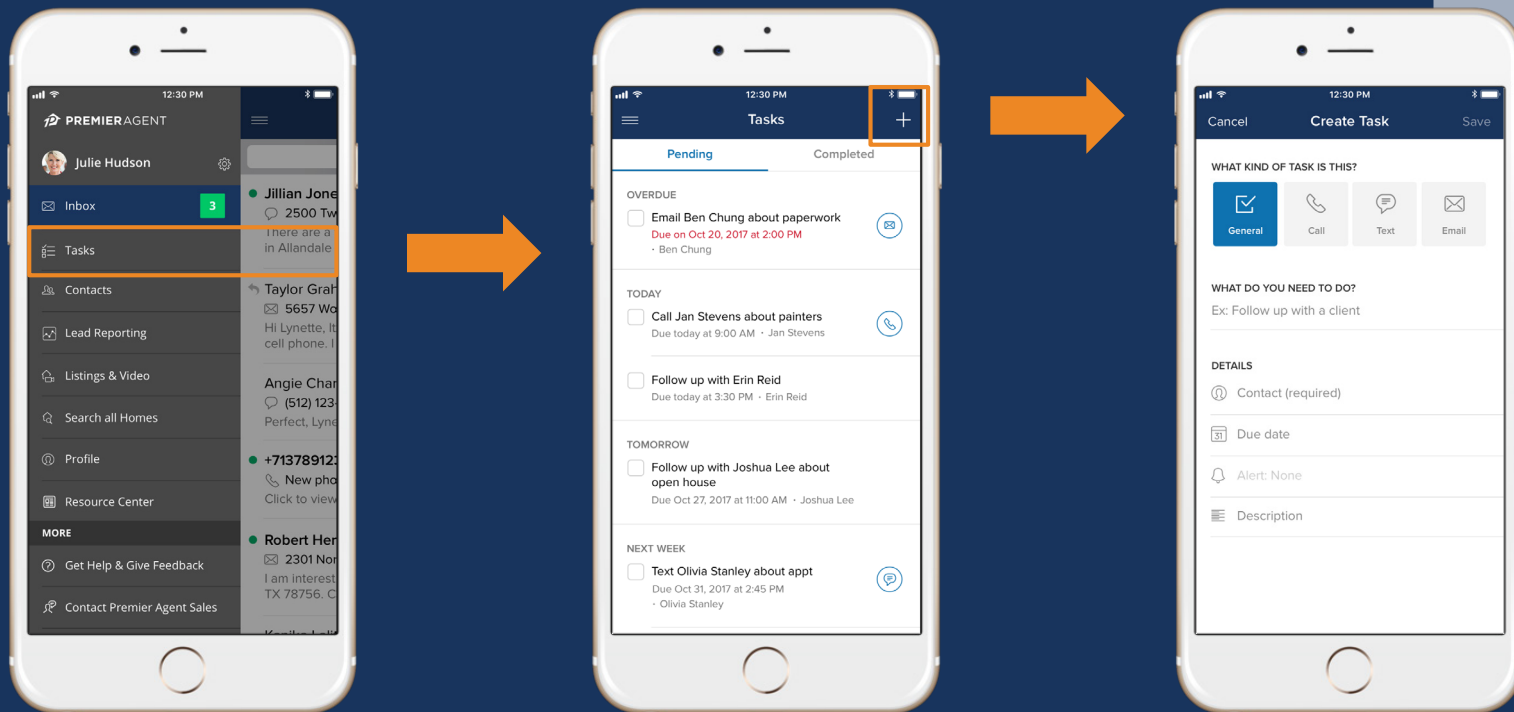 12:30 PM
PREMIERAGENT
Julie Hudson
Inbox
3
Tasks
Contacts
Lead Reporting
Listings & Video
Search all Homes
Profile
Resource Center
MORE
Get Help & Give Feedback
Contact Premier Agent Sales
Jillian Jone
2500 Tw
There are a
in Allandale
Taylor Grah
5657 Wa
Hi Lynette, It
cell phone. I
Angie Char
(512) 123-
Perfect, Lyne
+713789123
New pho
Click to view
Robert Her
2301 Nor
I am interest
TX 78756. C
12:30 PM
Tasks
+
Pending
Completed
OVERDUE
Email Ben Chung about paperwork
Due on Oct 20, 2017 at 2:00 PM
• Ben Chung
TODAY
Call Jan Stevens about painters
Due today at 9:00 AM • Jan Stevens
Follow up with Erin Reid
Due today at 3:30 PM • Erin Reid
TOMORROW
Follow up with Joshua Lee about
open house
Due Oct 27, 2017 at 11:00 AM • Joshua Lee
NEXT WEEK
Text Olivia Stanley about appt
Due Oct 31, 2017 at 2:45 PM
• Olivia Stanley
12:30 PM
Cancel
Create Task
Save
WHAT KIND OF TASK IS THIS?
General
Call
Text
Email
WHAT DO YOU NEED TO DO?
Ex: Follow up with a client
DETAILS
Contact (required)
31 Due date
Alert: None
Description